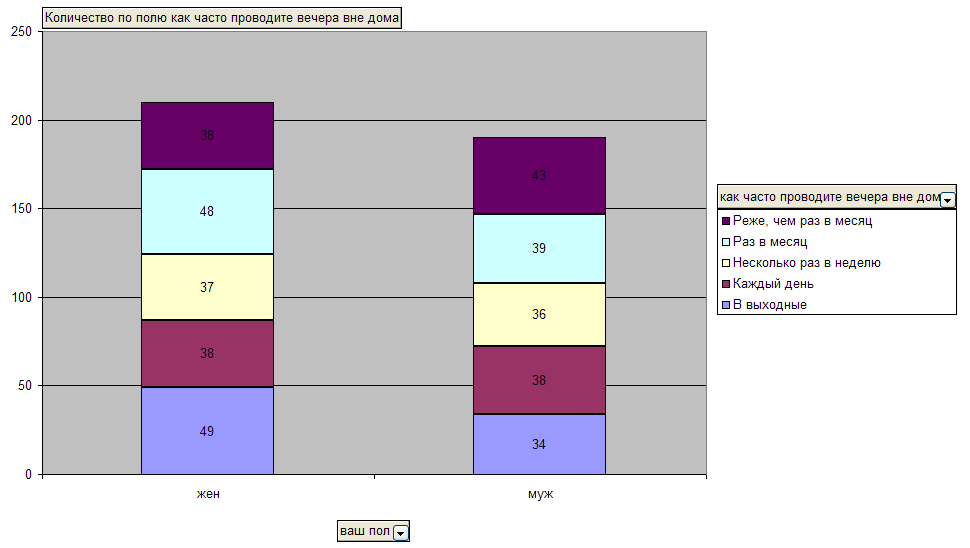 Количество по полю как часто проводите вечера вне дома
250
200
150
100
50
0
38
48
37
38
49
43
39
36
38
34
жен
муж
ваш пол
как часто проводите вечера вне дом
Реже, чем раз в месяц
Раз в месяц
Несколько раз в неделю
Каждый день
В выходные